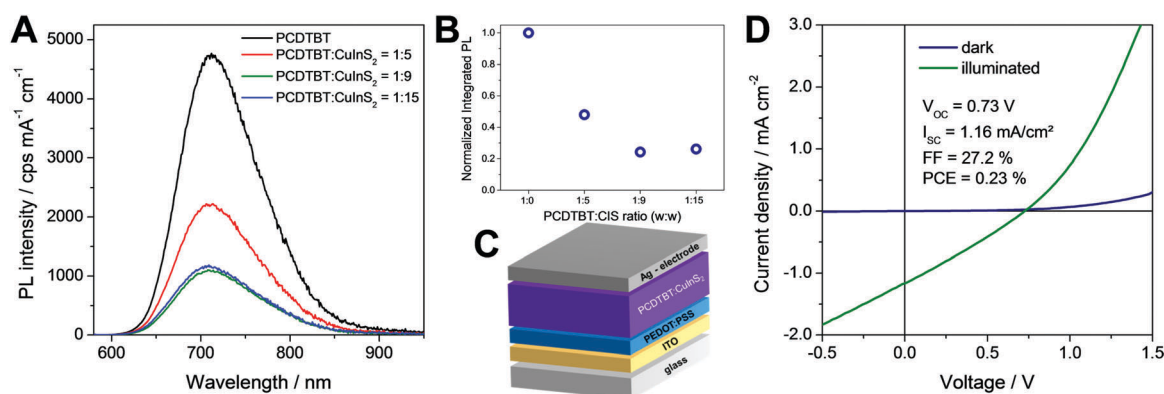 A
PL intensity / cps mA⁻¹ cm⁻¹
5000
4000
3000
2000
1000
0
600
700
800
900
Wavelength / nm
PCDTBT
PCDTBT:CuInS₂ = 1:5
PCDTBT:CuInS₂ = 1:9
PCDTBT:CuInS₂ = 1:15
B
Normalized Integrated PL
1.0
0.8
0.6
0.4
0.2
0.0
1:0
1:5
1:9
1:15
PCDTBT:CIS ratio (w:w)
C
Ag - electrode
PCDTBT:CuInS₂
PEDOT:PSS
ITO
glass
D
Current density / mA cm⁻²
3.0
2.0
1.0
0.0
-1.0
-2.0
-0.5
0.0
0.5
1.0
1.5
Voltage / V
dark
illuminated
V_OC = 0.73 V
I_SC = 1.16 mA/cm²
FF = 27.2 %
PCE = 0.23 %